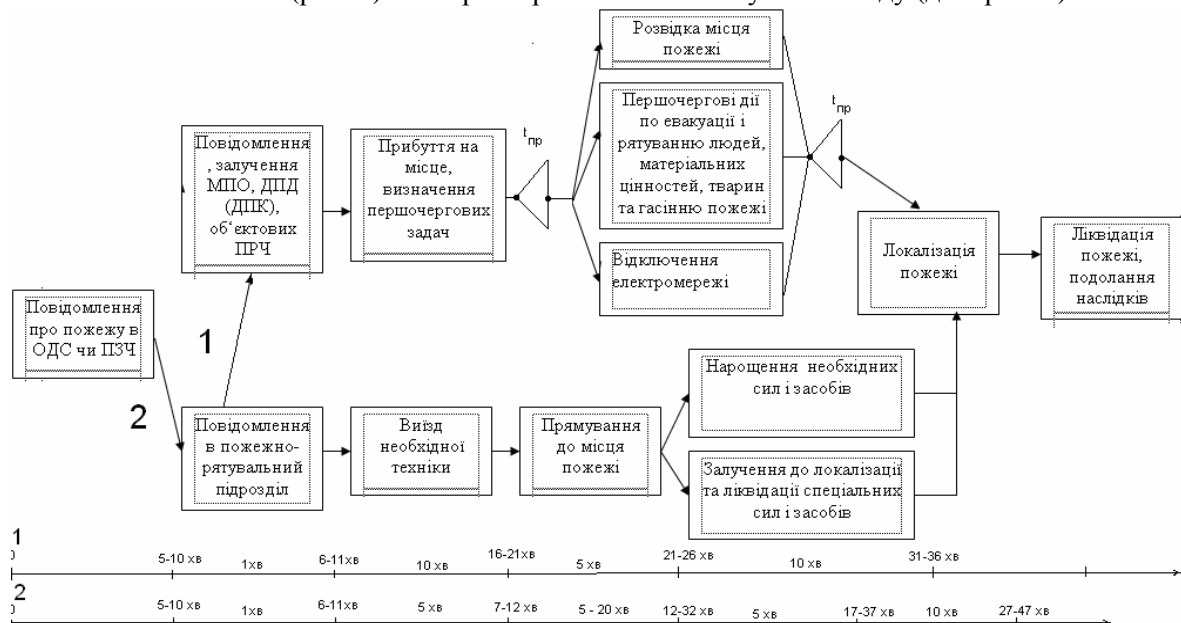 Розвідка місця
пожежі
Першочергові дії
по евакуації і
рятуванню людей,
матеріальних
цінностей, тварин
та гасінню пожежі
Відключення
електромережі
t пр
t пр
Повідомлення
, залучення
МПО, ДПД
(ДПК),
об‘єктових
ПРЧ
Прибуття на
місце,
визначення
першочергових
задач
Локалізація
пожежі
Ліквідація
пожежі,
подолання
наслідків
Повідомлення
про пожежу в
ОДС чи ПЗЧ
1
2
Повідомлення
в пожежно-
рятувальний
підрозділ
Виїзд
необхідної
техніки
Прямування
до місця
пожежі
Нарощення необхідних
сил і засобів
Залучення до локалізації
та ліквідації спеціальних
сил і засобів
1
0 5-10 хв 1хв 6-11хв 10 хв 16-21хв 5 хв 21-26 хв 10 хв 31-36 хв
2
0 5-10 хв 1хв 6-11хв 5 хв 7-12 хв 5 - 20 хв 12-32 хв 5 хв 17-37 хв 10 хв 27-47 хв